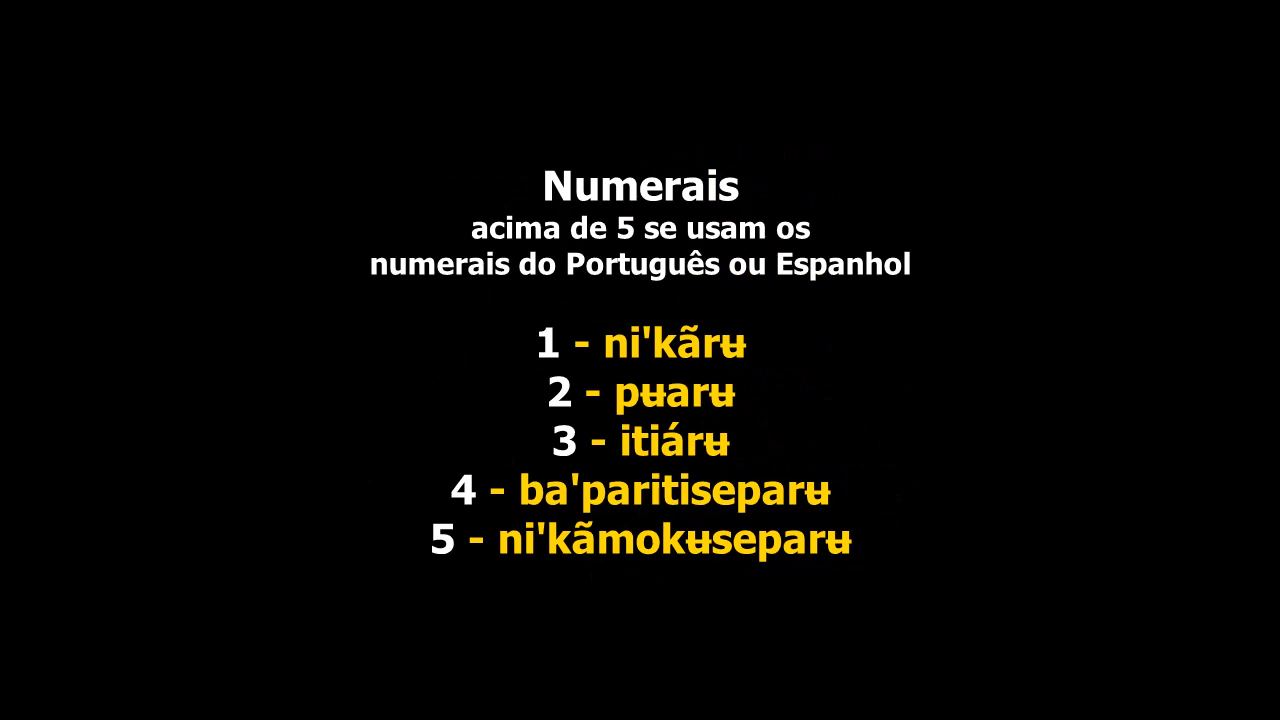 Numerais
acima de 5 se usam os
numerais do Português ou Espanhol
1 - ni'kãrʉ
2 - pʉarʉ
3 - itiárʉ
4 - ba'paritiseparʉ
5 - ni'kãmokʉseparʉ